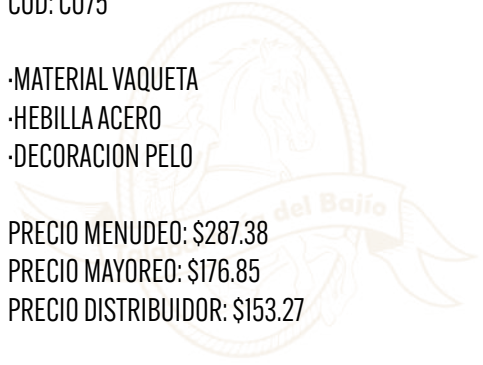 COD: C075
·MATERIAL VAQUETA
·HEBILLA ACERO
·DECORACION PELO
del Bajío
PRECIO MENUDEO: $287.38
PRECIO MAYOREO: $176.85
PRECIO DISTRIBUIDOR: $153.27